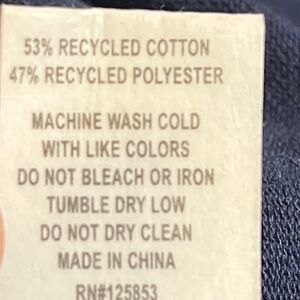 53% RECYCLED COTTON
47% RECYCLED POLYESTER
MACHINE WASH COLD
WITH LIKE COLORS
DO NOT BLEACH OR IRON
TUMBLE DRY LOW
DO NOT DRY CLEAN
MADE IN CHINA
RN#125853